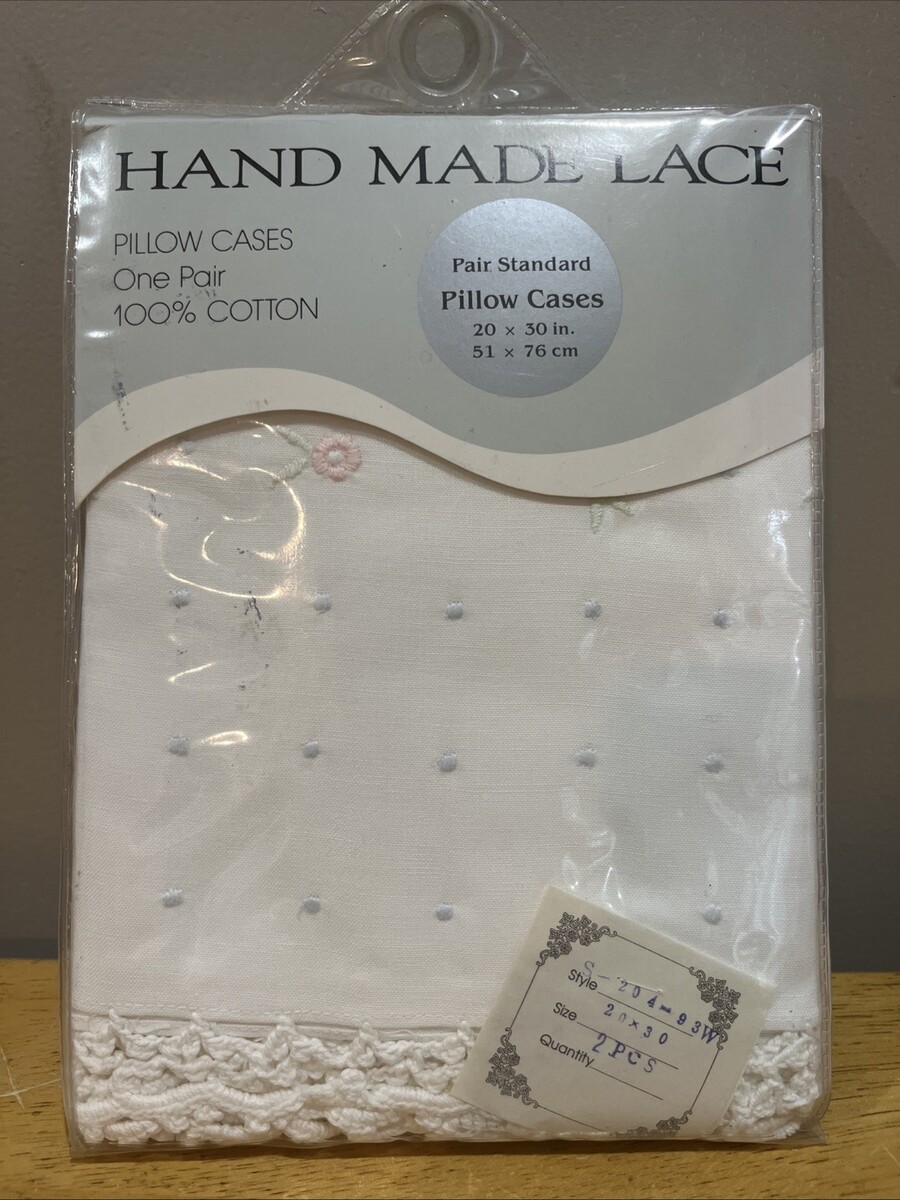 HAND MADE LACE
PILLOW CASES
One Pair
100% COTTON
Pair Standard
Pillow Cases
20 × 30 in.
51 × 76 cm
Style S-204-93W
Size 20×30
Quantity 2PCS